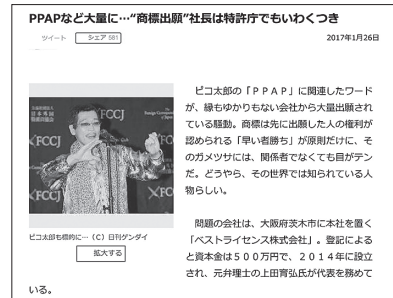 PPAPなど大量に…“商標出願”社長は特許庁でもいわくつき
ツイート
シェア 581
2017年1月26日
FCCJ
FCCJ
ピコ太郎も標的に…（C）日刊ゲンダイ
拡大する
ピコ太郎の「ＰＰＡＰ」に関連したワード
が、縁もゆかりもない会社から大量出願され
ている騒動。商標は先に出願した人の権利が
認められる「早い者勝ち」が原則だけに、そ
のガメツサには、関係者でなくても目がテン
だ。どうやら、その世界では知られている人
物らしい。
問題の会社は、大阪府茨木市に本社を置く
「ベストライセンス株式会社」。登記による
と資本金は５００万円で、２０１４年に設立
され、元弁理士の上田育弘氏が代表を務めて
いる。